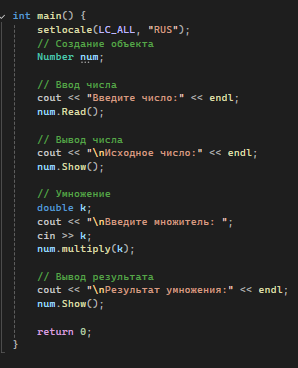 int main() {
setlocale(LC_ALL, "RUS");
// Создание объекта
Number num;
// Ввод числа
cout << "Введите число:" << endl;
num.Read();
// Вывод числа
cout << "\nИсходное число:" << endl;
num.Show();
// Умножение
double k;
cout << "\nВведите множитель: ";
cin >> k;
num.multiply(k);
// Вывод результата
cout << "\nРезультат умножения:" << endl;
num.Show();
return 0;
}